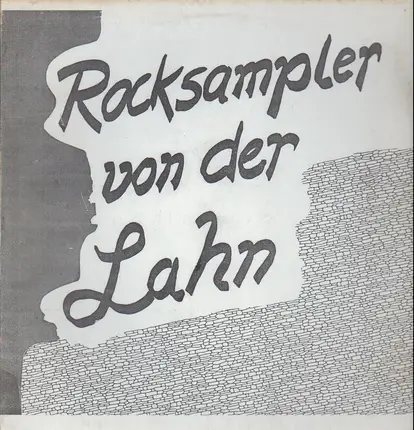 Rocksampler
von der
Lahn